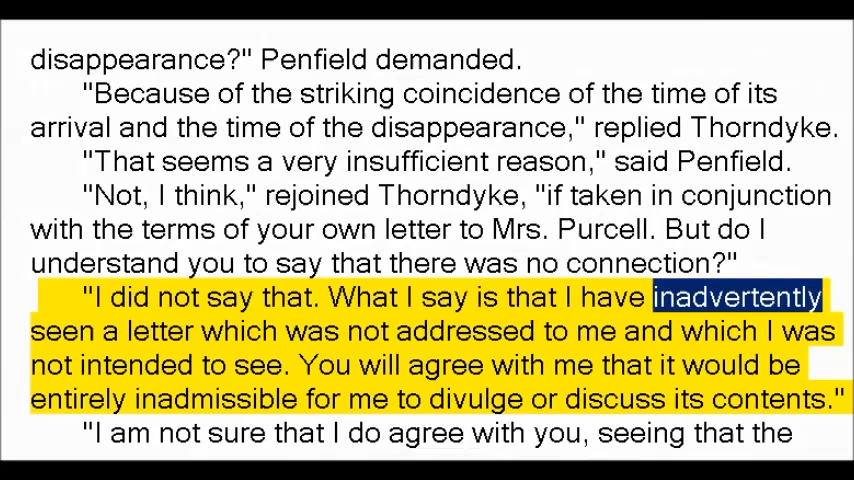 disappearance?" Penfield demanded.
"Because of the striking coincidence of the time of its
arrival and the time of the disappearance," replied Thorndyke.
"That seems a very insufficient reason," said Penfield.
"Not, I think," rejoined Thorndyke, "if taken in conjunction
with the terms of your own letter to Mrs. Purcell. But do I
understand you to say that there was no connection?"
"I did not say that. What I say is that I have inadvertently
seen a letter which was not addressed to me and which I was
not intended to see. You will agree with me that it would be
entirely inadmissible for me to divulge or discuss its contents."
"I am not sure that I do agree with you, seeing that the